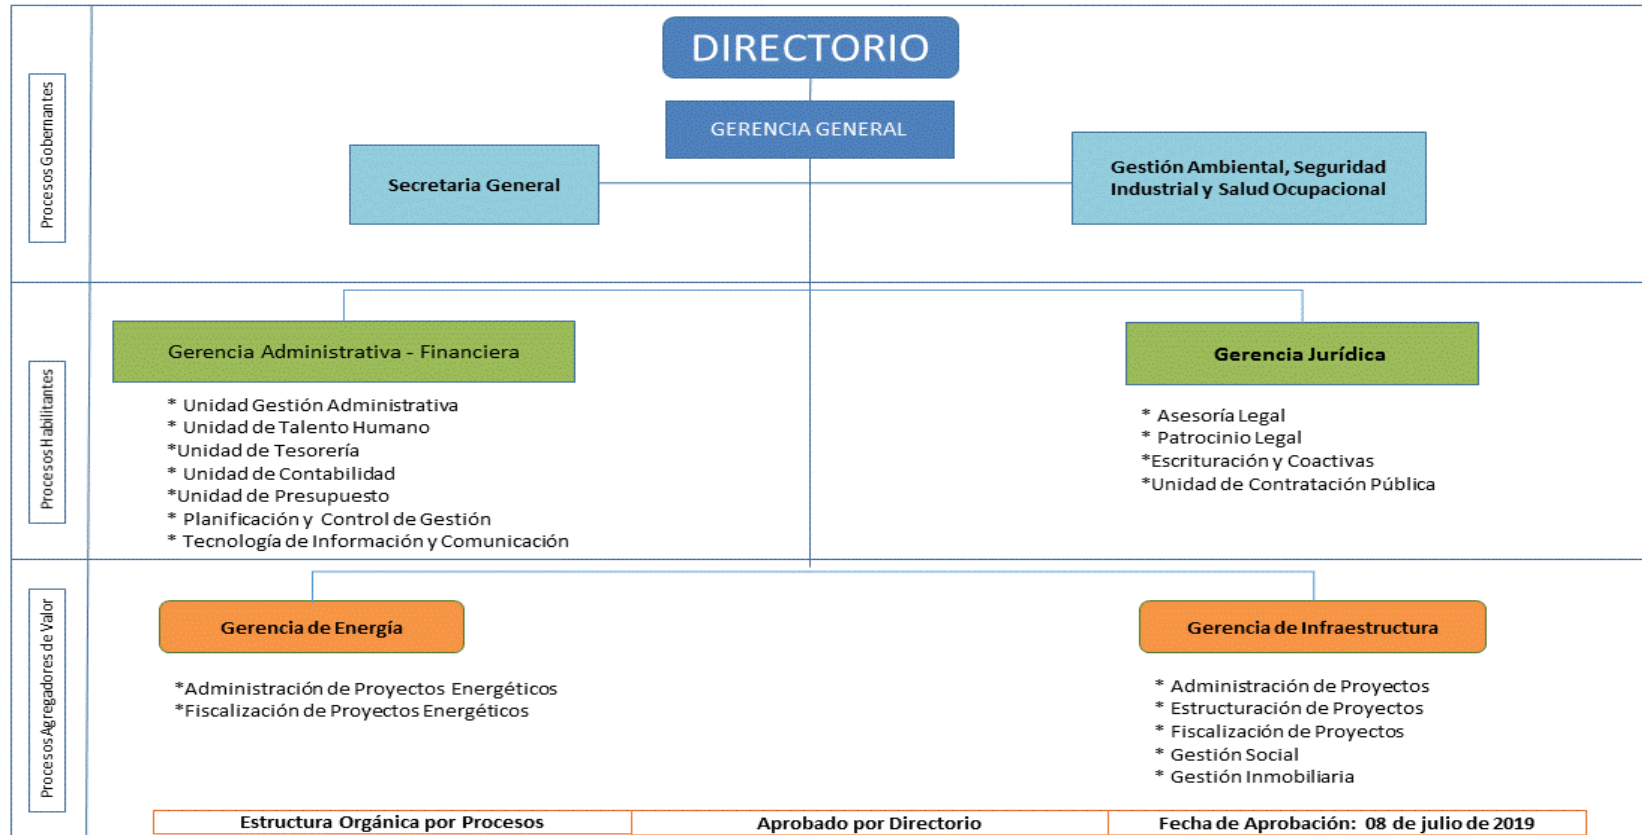 Procesos Gobernantes
DIRECTORIO
GERENCIA GENERAL
Secretaria General
Gestión Ambiental, Seguridad
Industrial y Salud Ocupacional
Procesos Habilitantes
Gerencia Administrativa - Financiera
* Unidad Gestión Administrativa
* Unidad de Talento Humano
*Unidad de Tesorería
* Unidad de Contabilidad
*Unidad de Presupuesto
* Planificación y Control de Gestión
* Tecnología de Información y Comunicación
Gerencia Jurídica
* Asesoría Legal
* Patrocinio Legal
*Escrituración y Coactivas
*Unidad de Contratación Pública
Procesos Agregadores de Valor
Gerencia de Energía
*Administración de Proyectos Energéticos
*Fiscalización de Proyectos Energéticos
Gerencia de Infraestructura
* Administración de Proyectos
* Estructuración de Proyectos
* Fiscalización de Proyectos
* Gestión Social
* Gestión Inmobiliaria
Estructura Orgánica por Procesos
Aprobado por Directorio
Fecha de Aprobación: 08 de julio de 2019